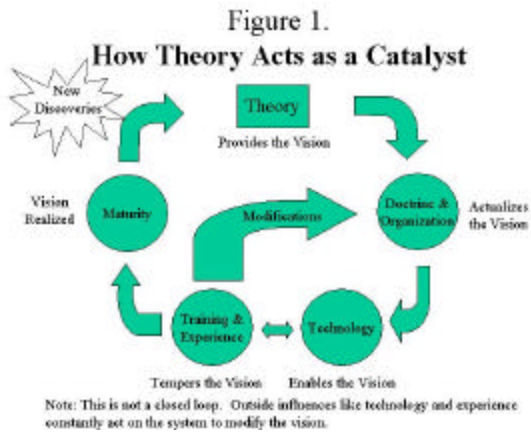 Figure 1.
How Theory Acts as a Catalyst
New
Discoveries
Theory
Provides the Vision
Vision
Realized
Maturity
Modifications
Doctrine &
Organization
Actualizes
the Vision
Training &
Experience
Technology
Tempers the Vision
Enables the Vision
Note: This is not a closed loop. Outside influences like technology and experience
constantly act on the system to modify the vision.